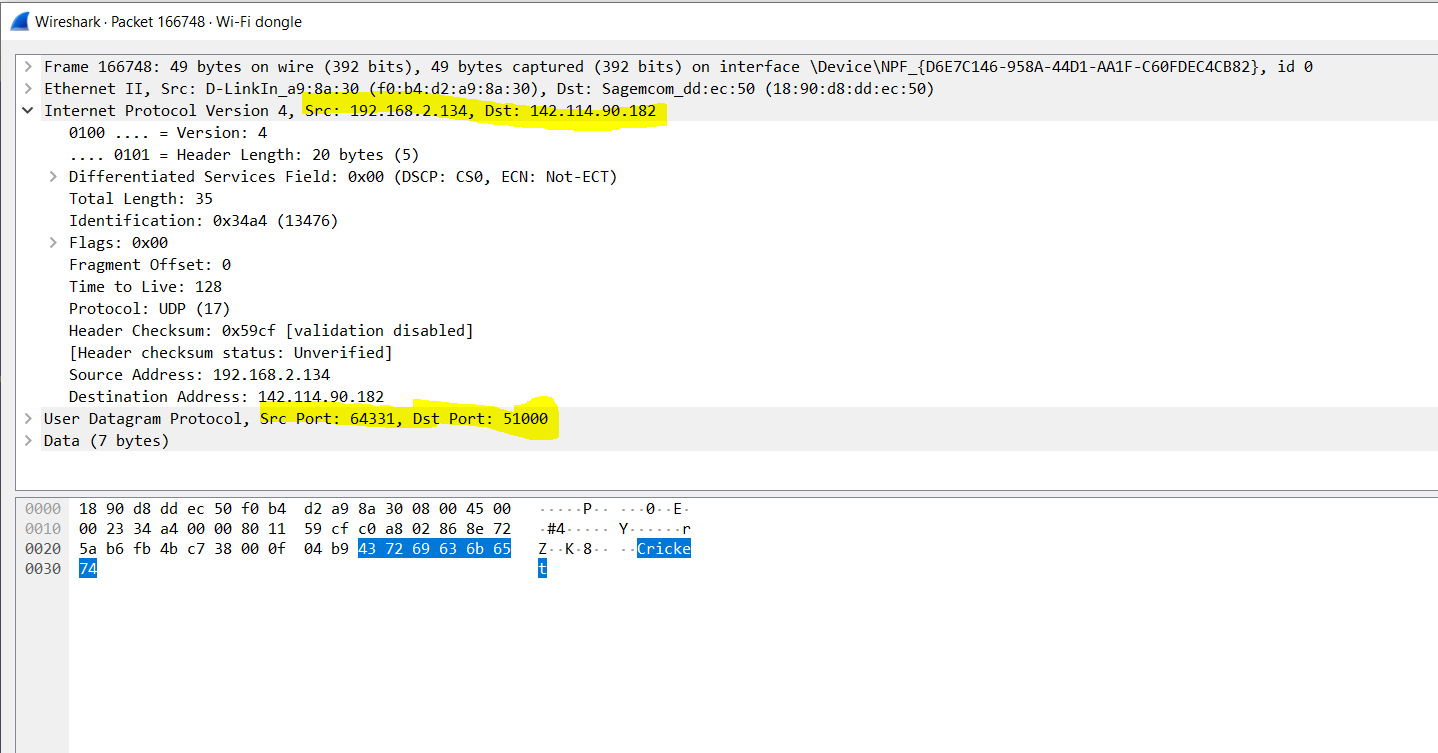 Wireshark · Packet 166748 · Wi-Fi dongle
Frame 166748: 49 bytes on wire (392 bits), 49 bytes captured (392 bits) on interface \Device\NPF_{D6E7C146-958A-44D1-AA1F-C60FDEC4CB82}, id 0
Ethernet II, Src: D-LinkIn_a9:8a:30 (f0:b4:d2:a9:8a:30), Dst: Sagemcom_dd:ec:50 (18:90:d8:dd:ec:50)
Internet Protocol Version 4, Src: 192.168.2.134, Dst: 142.114.90.182
0100 .... = Version: 4
.... 0101 = Header Length: 20 bytes (5)
Differentiated Services Field: 0x00 (DSCP: CS0, ECN: Not-ECT)
Total Length: 35
Identification: 0x34a4 (13476)
Flags: 0x00
Fragment Offset: 0
Time to Live: 128
Protocol: UDP (17)
Header Checksum: 0x59cf [validation disabled]
[Header checksum status: Unverified]
Source Address: 192.168.2.134
Destination Address: 142.114.90.182
User Datagram Protocol, Src Port: 64331, Dst Port: 51000
Data (7 bytes)
0000 18 90 d8 dd ec 50 f0 b4 d2 a9 8a 30 08 00 45 00 ·····P·· ···0··E·
0010 00 23 34 a4 00 00 80 11 59 cf c0 a8 02 86 8e 72 ·#4····· Y······r
0020 5a b6 fb 4b c7 38 00 0f 04 b9 43 72 69 63 6b 65 Z··K·8·· ··Cricke
0030 74 t